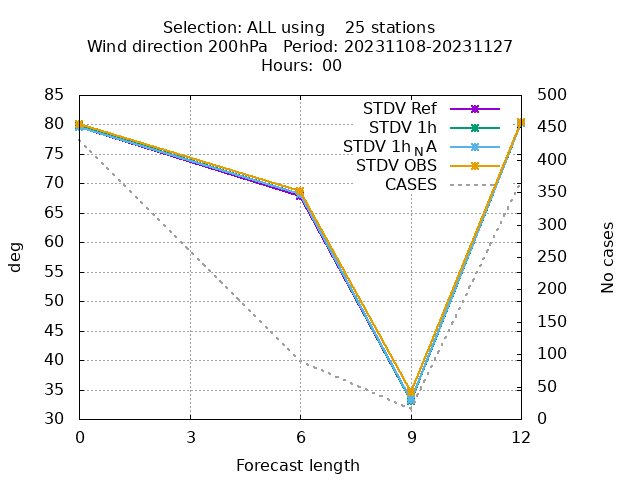 Selection: ALL using    25 stations
Wind direction 200hPa   Period: 20231108-20231127
Hours: 00
STDV Ref
STDV 1h
STDV 1h_N A
STDV OBS
CASES
85
80
75
70
65
60
55
50
45
40
35
30
500
450
400
350
300
250
200
150
100
50
0
deg
No cases
0 3 6 9 12
Forecast length